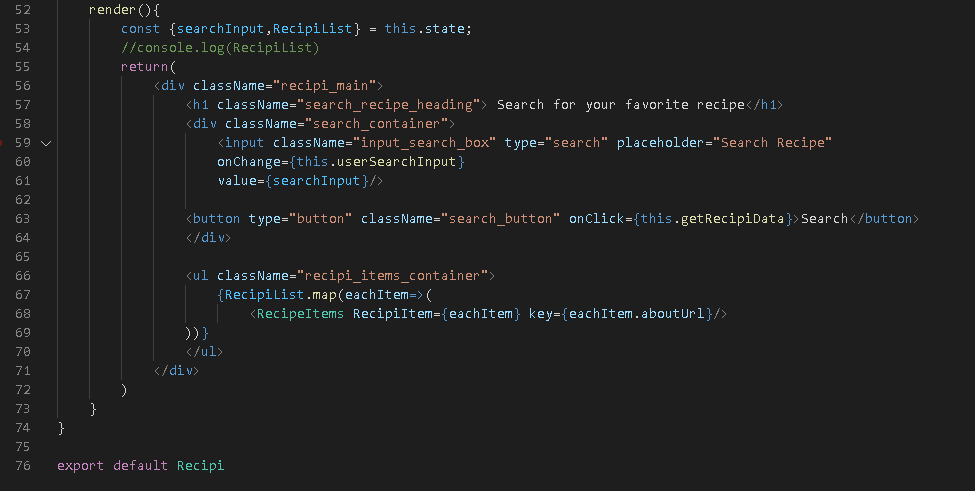 52 render(){
53 const {searchInput,RecipiList} = this.state;
54 //console.log(RecipiList)
55 return(
56 <div className="recipi_main">
57 <h1 className="search_recipe_heading"> Search for your favorite recipe</h1>
58 <div className="search_container">
59 <input className="input_search_box" type="search" placeholder="Search Recipe"
60 onChange={this.userSearchInput}
61 value={searchInput}/>
62
63 <button type="button" className="search_button" onClick={this.getRecipiData}>Search</button>
64 </div>
65
66 <ul className="recipi_items_container">
67 {RecipiList.map(eachItem=>(
68 <RecipeItems RecipiItem={eachItem} key={eachItem.aboutUrl}/>
69 ))}
70 </ul>
71 </div>
72 )
73 }
74 }
75
76 export default Recipi